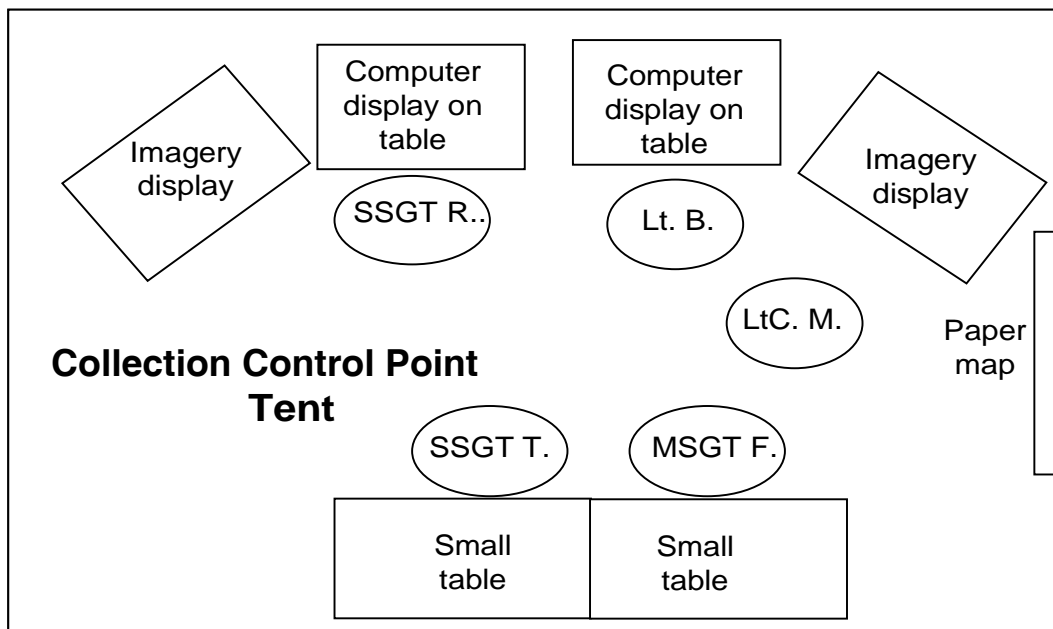 Computer
display on
table
Computer
display on
table
Imagery
display
Imagery
display
SSGT R..
Lt. B.
LtC. M.
Paper
map
Collection Control Point
Tent
SSGT T.
MSGT F.
Small
table
Small
table